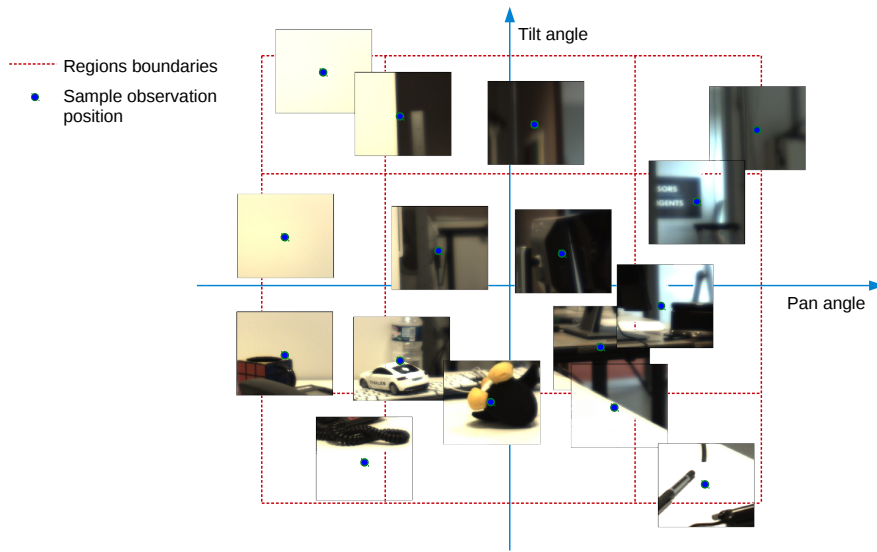 Tilt angle
Regions boundaries
Sample observation
position
SORS
IGENTS
Pan angle
THALES